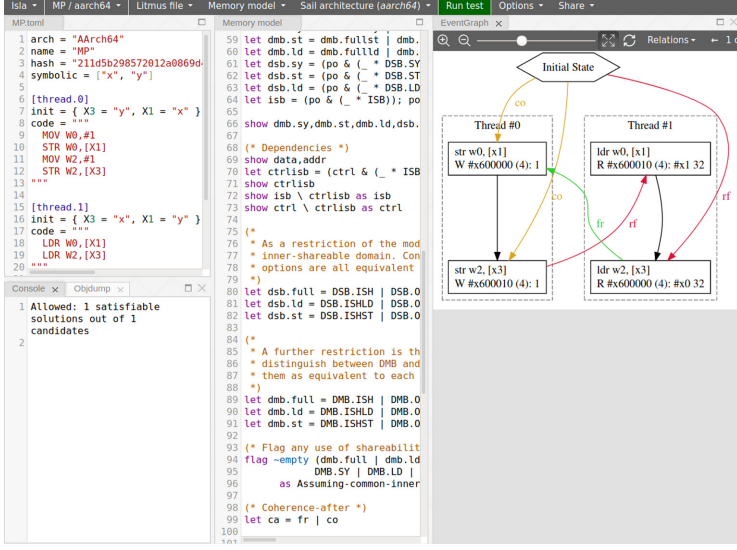 Isla MP / aarch64 Litmus file Memory model Sail architecture (aarch64) Run test Options Share
MP.toml
1 arch = "AArch64"
2 name = "MP"
3 hash = "211d5b298572012a0869d
4 symbolic = ["x", "y"]
5
6 [thread.0]
7 init = { X3 = "y", X1 = "x" }
8 code = """
9 MOV W0,#1
10 STR W0,[X1]
11 MOV W2,#1
12 STR W2,[X3]
13 """
14
15 [thread.1]
16 init = { X3 = "x", X1 = "y" }
17 code = """
18 LDR W0,[X1]
19 LDR W2,[X3]
20 """
Console Objdump
1 Allowed: 1 satisfiable
solutions out of 1
candidates
2
Memory model
59 let dmb.st = dmb.fullst | dmb.
60 let dmb.ld = dmb.fullld | dmb.
61 let dsb.sy = (po & (_ * DSB.SY
62 let dsb.st = (po & (_ * DSB.ST
63 let dsb.ld = (po & (_ * DSB.LD
64 let isb = (po & (_ * ISB)); po
65
66 show dmb.sy,dmb.st,dmb.ld,dsb.
67
68 (* Dependencies *)
69 show data,addr
70 let ctrlisb = (ctrl & (_ * ISB
71 show ctrlisb
72 show isb \ ctrlisb as isb
73 show ctrl \ ctrlisb as ctrl
74
75 (*
76 * As a restriction of the mod
77 * inner-shareable domain. Con
78 * options are all equivalent
79 *)
80 let dsb.full = DSB.ISH | DSB.O
81 let dsb.ld = DSB.ISHLD | DSB.O
82 let dsb.st = DSB.ISHST | DSB.O
83
84 (*
85 * A further restriction is th
86 * distinguish between DMB and
87 * them as equivalent to each
88 *)
89 let dmb.full = DMB.ISH | DMB.O
90 let dmb.ld = DMB.ISHLD | DMB.O
91 let dmb.st = DMB.ISHST | DMB.O
92
93 (* Flag any use of shareabilit
94 flag ~empty (dmb.full | dmb.ld
95 DMB.SY | DMB.LD |
96 as Assuming-common-inner
97
98 (* Coherence-after *)
99 let ca = fr | co
100
101
EventGraph
Relations 1
Initial State
co
Thread #0
Thread #1
str w0, [x1]
W #x600000 (4): 1
ldr w0, [x1]
R #x600010 (4): #x1 32
co
fr
rf
rf
str w2, [x3]
W #x600010 (4): 1
ldr w2, [x3]
R #x600000 (4): #x0 32